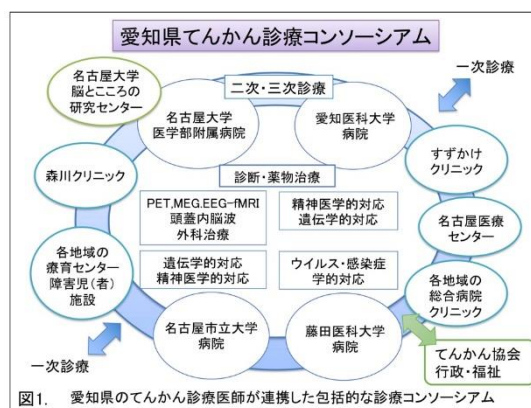 愛知県てんかん診療コンソーシアム
名古屋大学
脳とこころの
研究センター
二次・三次診療
一次診療
名古屋大学
医学部附属病院
愛知医科大学
病院
森川クリニック
診断・薬物治療
すずかけ
クリニック
PET,MEG.EEG-fMRI
頭蓋内脳波
外科治療
精神医学的対応
遺伝学的対応
名古屋医療
センター
各地域の
療育センター
障害児(者)
施設
遺伝学的対応
精神医学的対応
ウイルス・感染症
学的対応
各地域の
総合病院
クリニック
名古屋市立大学
病院
藤田医科大学
病院
一次診療
てんかん協会
行政・福祉
図1. 愛知県のてんかん診療医師が連携した包括的な診療コンソーシアム